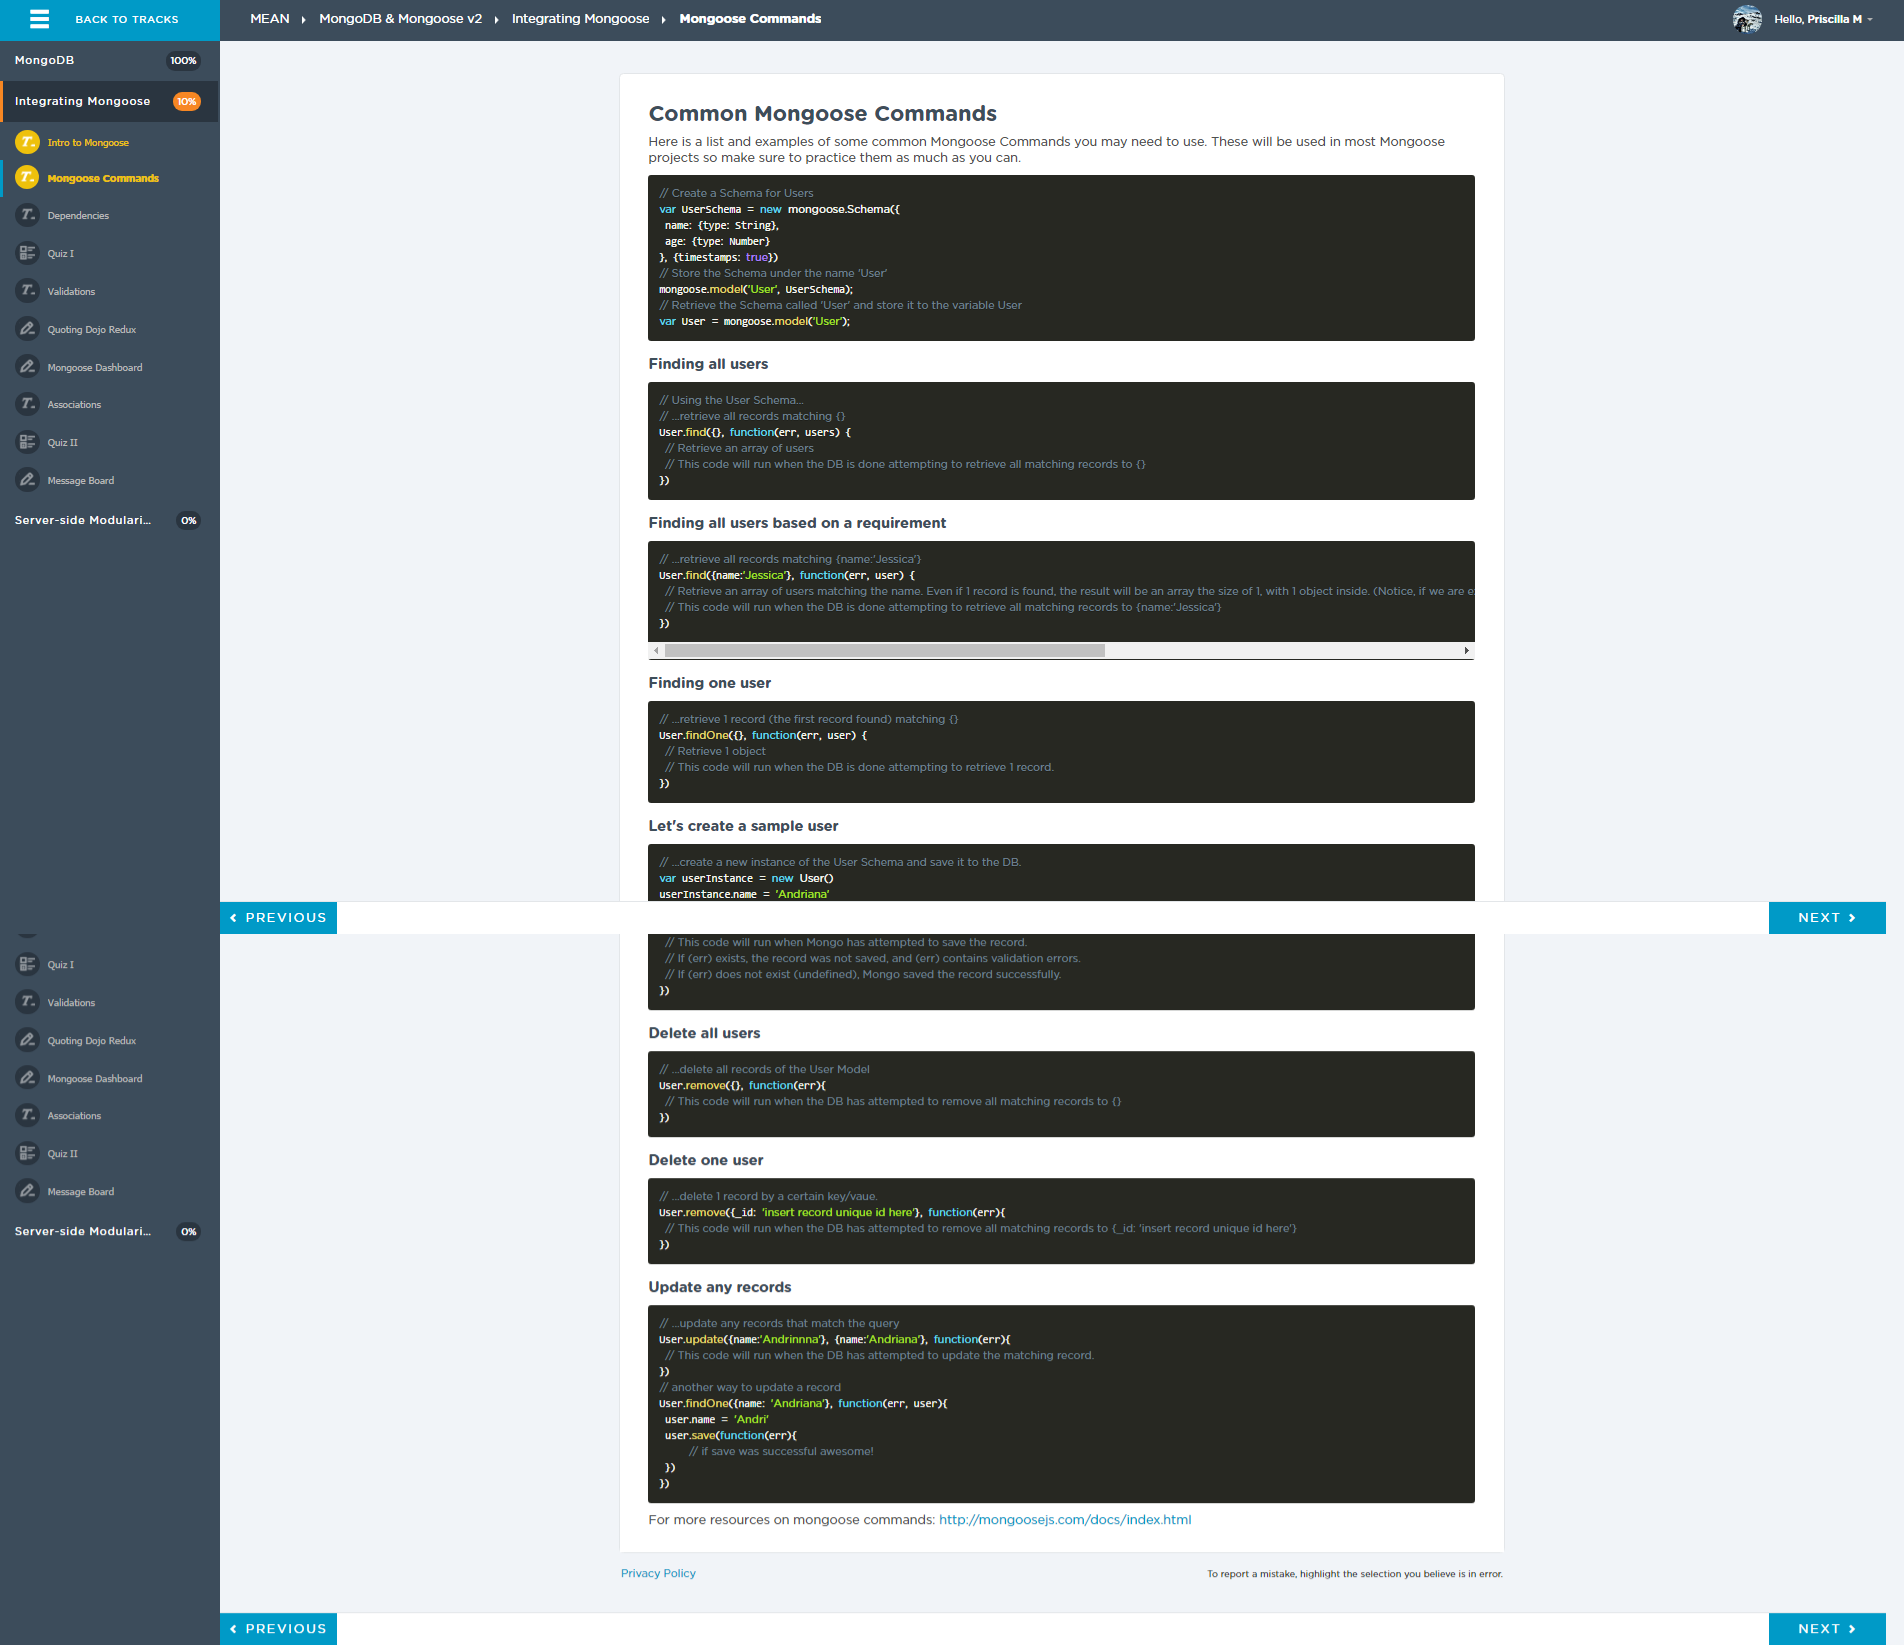 BACK TO TRACKS
MEAN MongoDB & Mongoose v2 Integrating Mongoose Mongoose Commands
Hello, Priscilla M
MongoDB 100%
Integrating Mongoose 10%
Intro to Mongoose
Mongoose Commands
Dependencies
Quiz I
Validations
Quoting Dojo Redux
Mongoose Dashboard
Associations
Quiz II
Message Board
Server-side Modulari... 0%
Common Mongoose Commands
Here is a list and examples of some common Mongoose Commands you may need to use. These will be used in most Mongoose
projects so make sure to practice them as much as you can.
// Create a Schema for Users
var UserSchema = new mongoose.Schema({
name: {type: String},
age: {type: Number}
}, {timestamps: true})
// Store the Schema under the name 'User'
mongoose.model('User', UserSchema);
// Retrieve the Schema called 'User' and store it to the variable User
var User = mongoose.model('User');
Finding all users
// Using the User Schema...
// ...retrieve all records matching {}
User.find({}, function(err, users) {
// Retrieve an array of users
// This code will run when the DB is done attempting to retrieve all matching records to {}
})
Finding all users based on a requirement
// ...retrieve all records matching {name:'Jessica'}
User.find({name:'Jessica'}, function(err, user) {
// Retrieve an array of users matching the name. Even if 1 record is found, the result will be an array the size of 1, with 1 object inside. (Notice, if we are e
// This code will run when the DB is done attempting to retrieve all matching records to {name:'Jessica'}
})
Finding one user
// ...retrieve 1 record (the first record found) matching {}
User.findOne({}, function(err, user) {
// Retrieve 1 object
// This code will run when the DB is done attempting to retrieve 1 record.
})
Let's create a sample user
// ...create a new instance of the User Schema and save it to the DB.
var userInstance = new User()
userInstance.name = 'Andriana'
PREVIOUS
NEXT
Quiz I
Validations
Quoting Dojo Redux
Mongoose Dashboard
Associations
Quiz II
Message Board
Server-side Modulari... 0%
// This code will run when Mongo has attempted to save the record.
// If (err) exists, the record was not saved, and (err) contains validation errors.
// If (err) does not exist (undefined), Mongo saved the record successfully.
})
Delete all users
// ...delete all records of the User Model
User.remove({}, function(err){
// This code will run when the DB has attempted to remove all matching records to {}
})
Delete one user
// ...delete 1 record by a certain key/vaue.
User.remove({_id: 'insert record unique id here'}, function(err){
// This code will run when the DB has attempted to remove all matching records to {_id: 'insert record unique id here'}
})
Update any records
// ...update any records that match the query
User.update({name:'Andrinnna'}, {name:'Andriana'}, function(err){
// This code will run when the DB has attempted to update the matching record.
})
// another way to update a record
User.findOne({name: 'Andriana'}, function(err, user){
user.name = 'Andri'
user.save(function(err){
// if save was successful awesome!
})
})
For more resources on mongoose commands: http://mongoosejs.com/docs/index.html
Privacy Policy
To report a mistake, highlight the selection you believe is in error.
PREVIOUS
NEXT